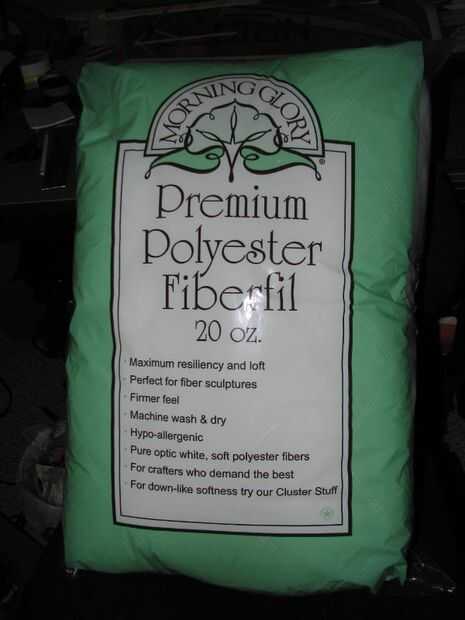 MORNING GLORY
®
Premium
Polyester
Fiberfil
20 oz.
· Maximum resiliency and loft
· Perfect for fiber sculptures
· Firmer feel
· Machine wash & dry
· Hypo-allergenic
· Pure optic white, soft polyester fibers
· For crafters who demand the best
· For down-like softness try our Cluster Stuff